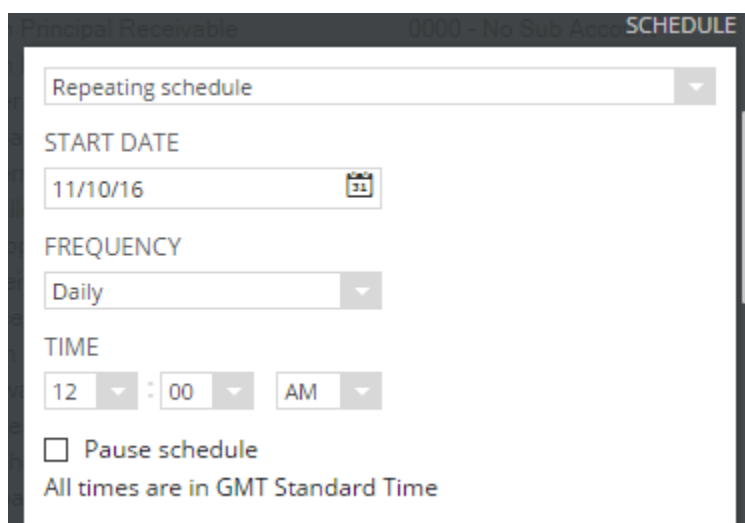 Principal Receivable 0000 - No Sub Acco
SCHEDULE
Repeating schedule
START DATE
11/10/16
31
FREQUENCY
Daily
TIME
12 : 00 AM
Pause schedule
All times are in GMT Standard Time